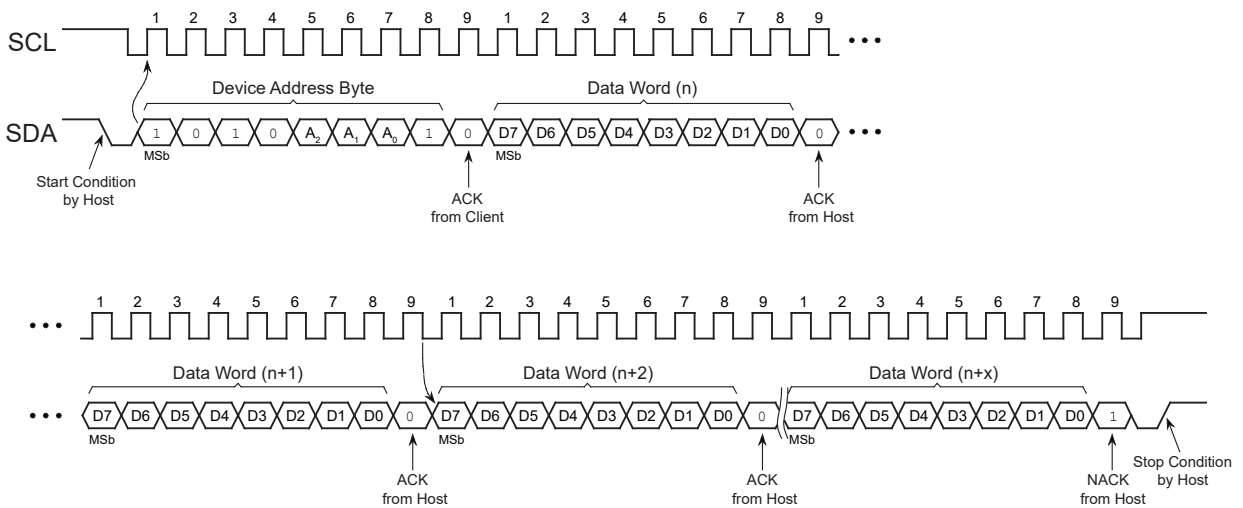 1 2 3 4 5 6 7 8 9 1 2 3 4 5 6 7 8 9
SCL
Device Address Byte Data Word (n)
SDA 1 0 1 0 A2 A1 A0 1 0 D7 D6 D5 D4 D3 D2 D1 D0 0
MSb MSb
Start Condition
by Host
ACK
from Client
ACK
from Host
1 2 3 4 5 6 7 8 9 1 2 3 4 5 6 7 8 9 1 2 3 4 5 6 7 8 9
Data Word (n+1) Data Word (n+2) Data Word (n+x)
D7 D6 D5 D4 D3 D2 D1 D0 0 D7 D6 D5 D4 D3 D2 D1 D0 0 D7 D6 D5 D4 D3 D2 D1 D0 1
MSb MSb MSb
ACK
from Host
ACK
from Host
NACK
from Host
Stop Condition
by Host